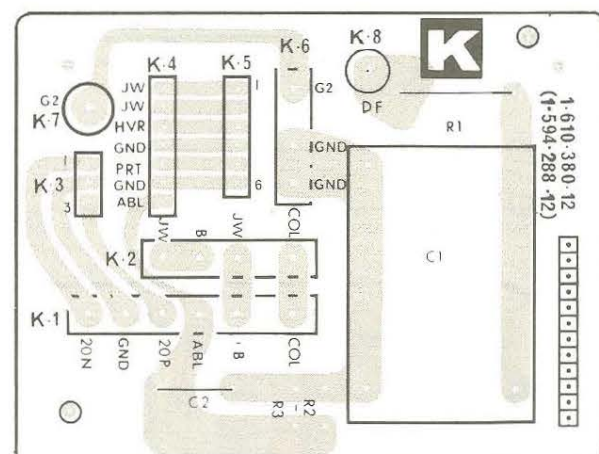 K
K·4
K·5
K·6
K·8
G2
K·7
JW
JW
HVR
GND
PRT
GND
ABL
1
6
G2
GND
GND
DF
R1
1·610·380·12
(1·594·288·12)
K·3
1
3
K·2
JW
B
JW
COL
C1
K·1
20N
GND
20P
ABL
B
COL
C2
R3
R2